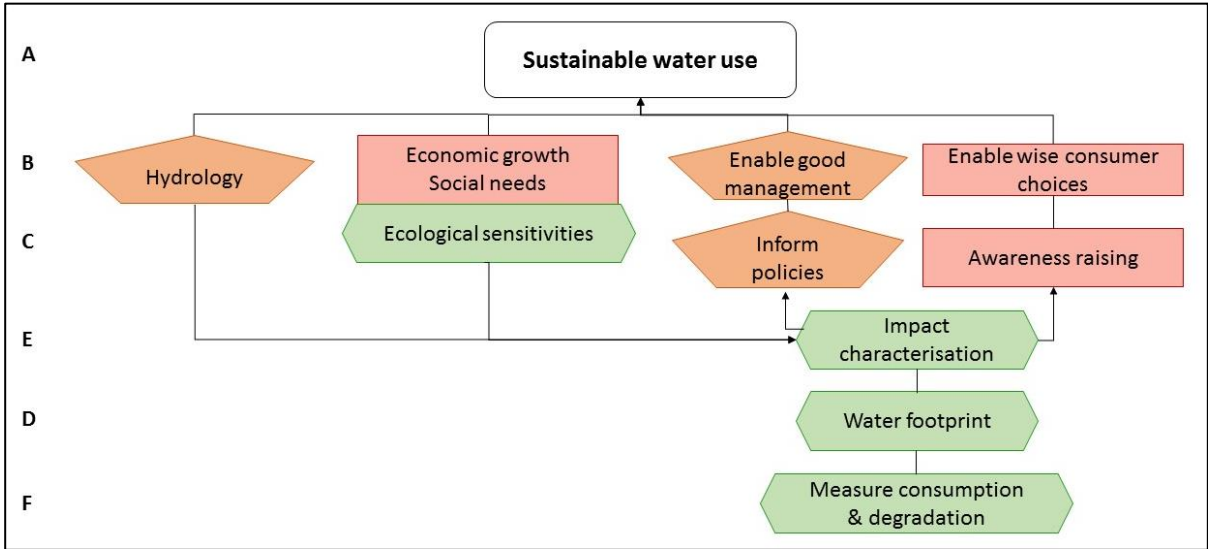 A
Sustainable water use
B
Hydrology
Economic growth
Social needs
Enable good
management
Enable wise consumer
choices
C
Ecological sensitivities
Inform
policies
Awareness raising
E
Impact
characterisation
D
Water footprint
F
Measure consumption
& degradation